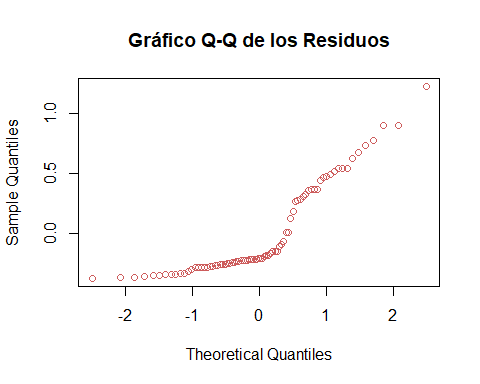 Gráfico Q-Q de los Residuos
Sample Quantiles
1.0
0.5
0.0
-2
-1
0
1
2
Theoretical Quantiles